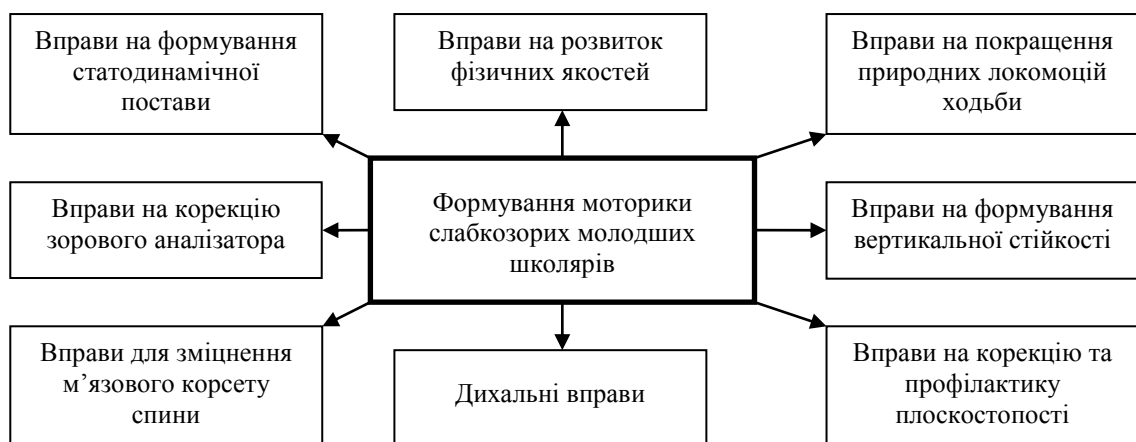 Вправи на формування
статодинамічної
постави
Вправи на розвиток
фізичних якостей
Вправи на покращення
природних локомоцій
ходьби
Вправи на корекцію
зорового аналізатора
Формування моторики
слабкозорих молодших
школярів
Вправи на формування
вертикальної стійкості
Вправи для зміцнення
м’язового корсету
спини
Дихальні вправи
Вправи на корекцію та
профілактику
плоскостопості